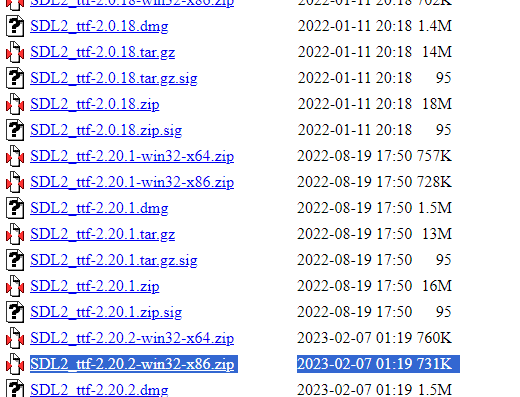 SDL2_ttf-2.0.18-win32-x86.zip 2022-01-11 20:18 702K
SDL2_ttf-2.0.18.dmg 2022-01-11 20:18 1.4M
SDL2_ttf-2.0.18.tar.gz 2022-01-11 20:18 14M
SDL2_ttf-2.0.18.tar.gz.sig 2022-01-11 20:18 95
SDL2_ttf-2.0.18.zip 2022-01-11 20:18 18M
SDL2_ttf-2.0.18.zip.sig 2022-01-11 20:18 95
SDL2_ttf-2.20.1-win32-x64.zip 2022-08-19 17:50 757K
SDL2_ttf-2.20.1-win32-x86.zip 2022-08-19 17:50 728K
SDL2_ttf-2.20.1.dmg 2022-08-19 17:50 1.5M
SDL2_ttf-2.20.1.tar.gz 2022-08-19 17:50 13M
SDL2_ttf-2.20.1.tar.gz.sig 2022-08-19 17:50 95
SDL2_ttf-2.20.1.zip 2022-08-19 17:50 16M
SDL2_ttf-2.20.1.zip.sig 2022-08-19 17:50 95
SDL2_ttf-2.20.2-win32-x64.zip 2023-02-07 01:19 760K
SDL2_ttf-2.20.2-win32-x86.zip 2023-02-07 01:19 731K
SDL2_ttf-2.20.2.dmg 2023-02-07 01:19 1.5M